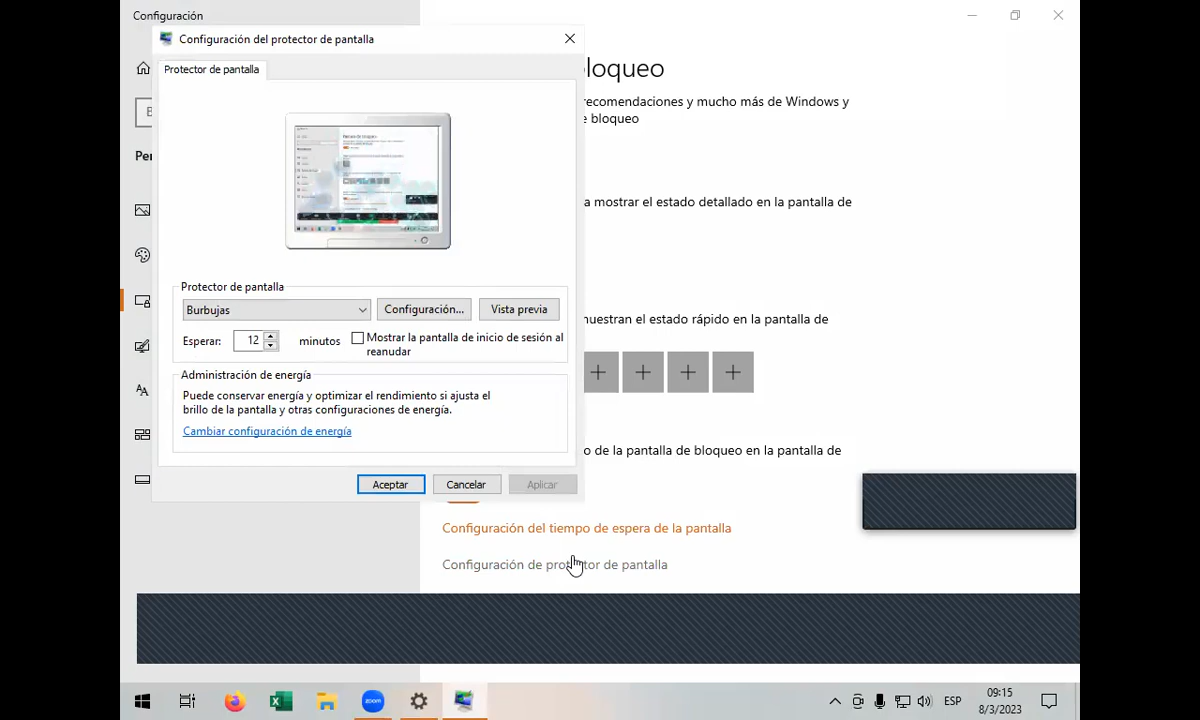 Configuración
Configuración del protector de pantalla
Protector de pantalla
bloqueo
recomendaciones y mucho más de Windows y
e bloqueo
Per
a mostrar el estado detallado en la pantalla de
Protector de pantalla
Burbujas
Configuración...
Vista previa
Esperar:
12
minutos
Mostrar la pantalla de inicio de sesión al
reanudar
nuestran el estado rápido en la pantalla de
Administración de energía
Puede conservar energía y optimizar el rendimiento si ajusta el
brillo de la pantalla y otras configuraciones de energía.
Cambiar configuración de energía
o de la pantalla de bloqueo en la pantalla de
Aceptar
Cancelar
Aplicar
Configuración del tiempo de espera de la pantalla
Configuración de protector de pantalla
zoom
ESP
09:15
8/3/2023